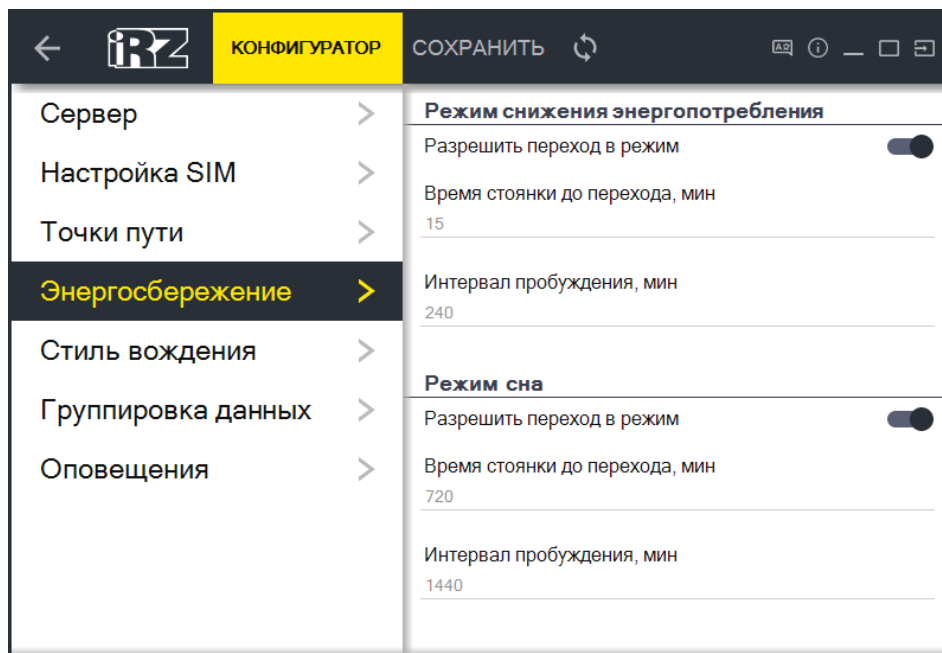 iRZ
КОНФИГУРАТОР
СОХРАНИТЬ
Сервер
Настройка SIM
Точки пути
Энергосбережение
Стиль вождения
Группировка данных
Оповещения
Режим снижения энергопотребления
Разрешить переход в режим
Время стоянки до перехода, мин
15
Интервал пробуждения, мин
240
Режим сна
Разрешить переход в режим
Время стоянки до перехода, мин
720
Интервал пробуждения, мин
1440